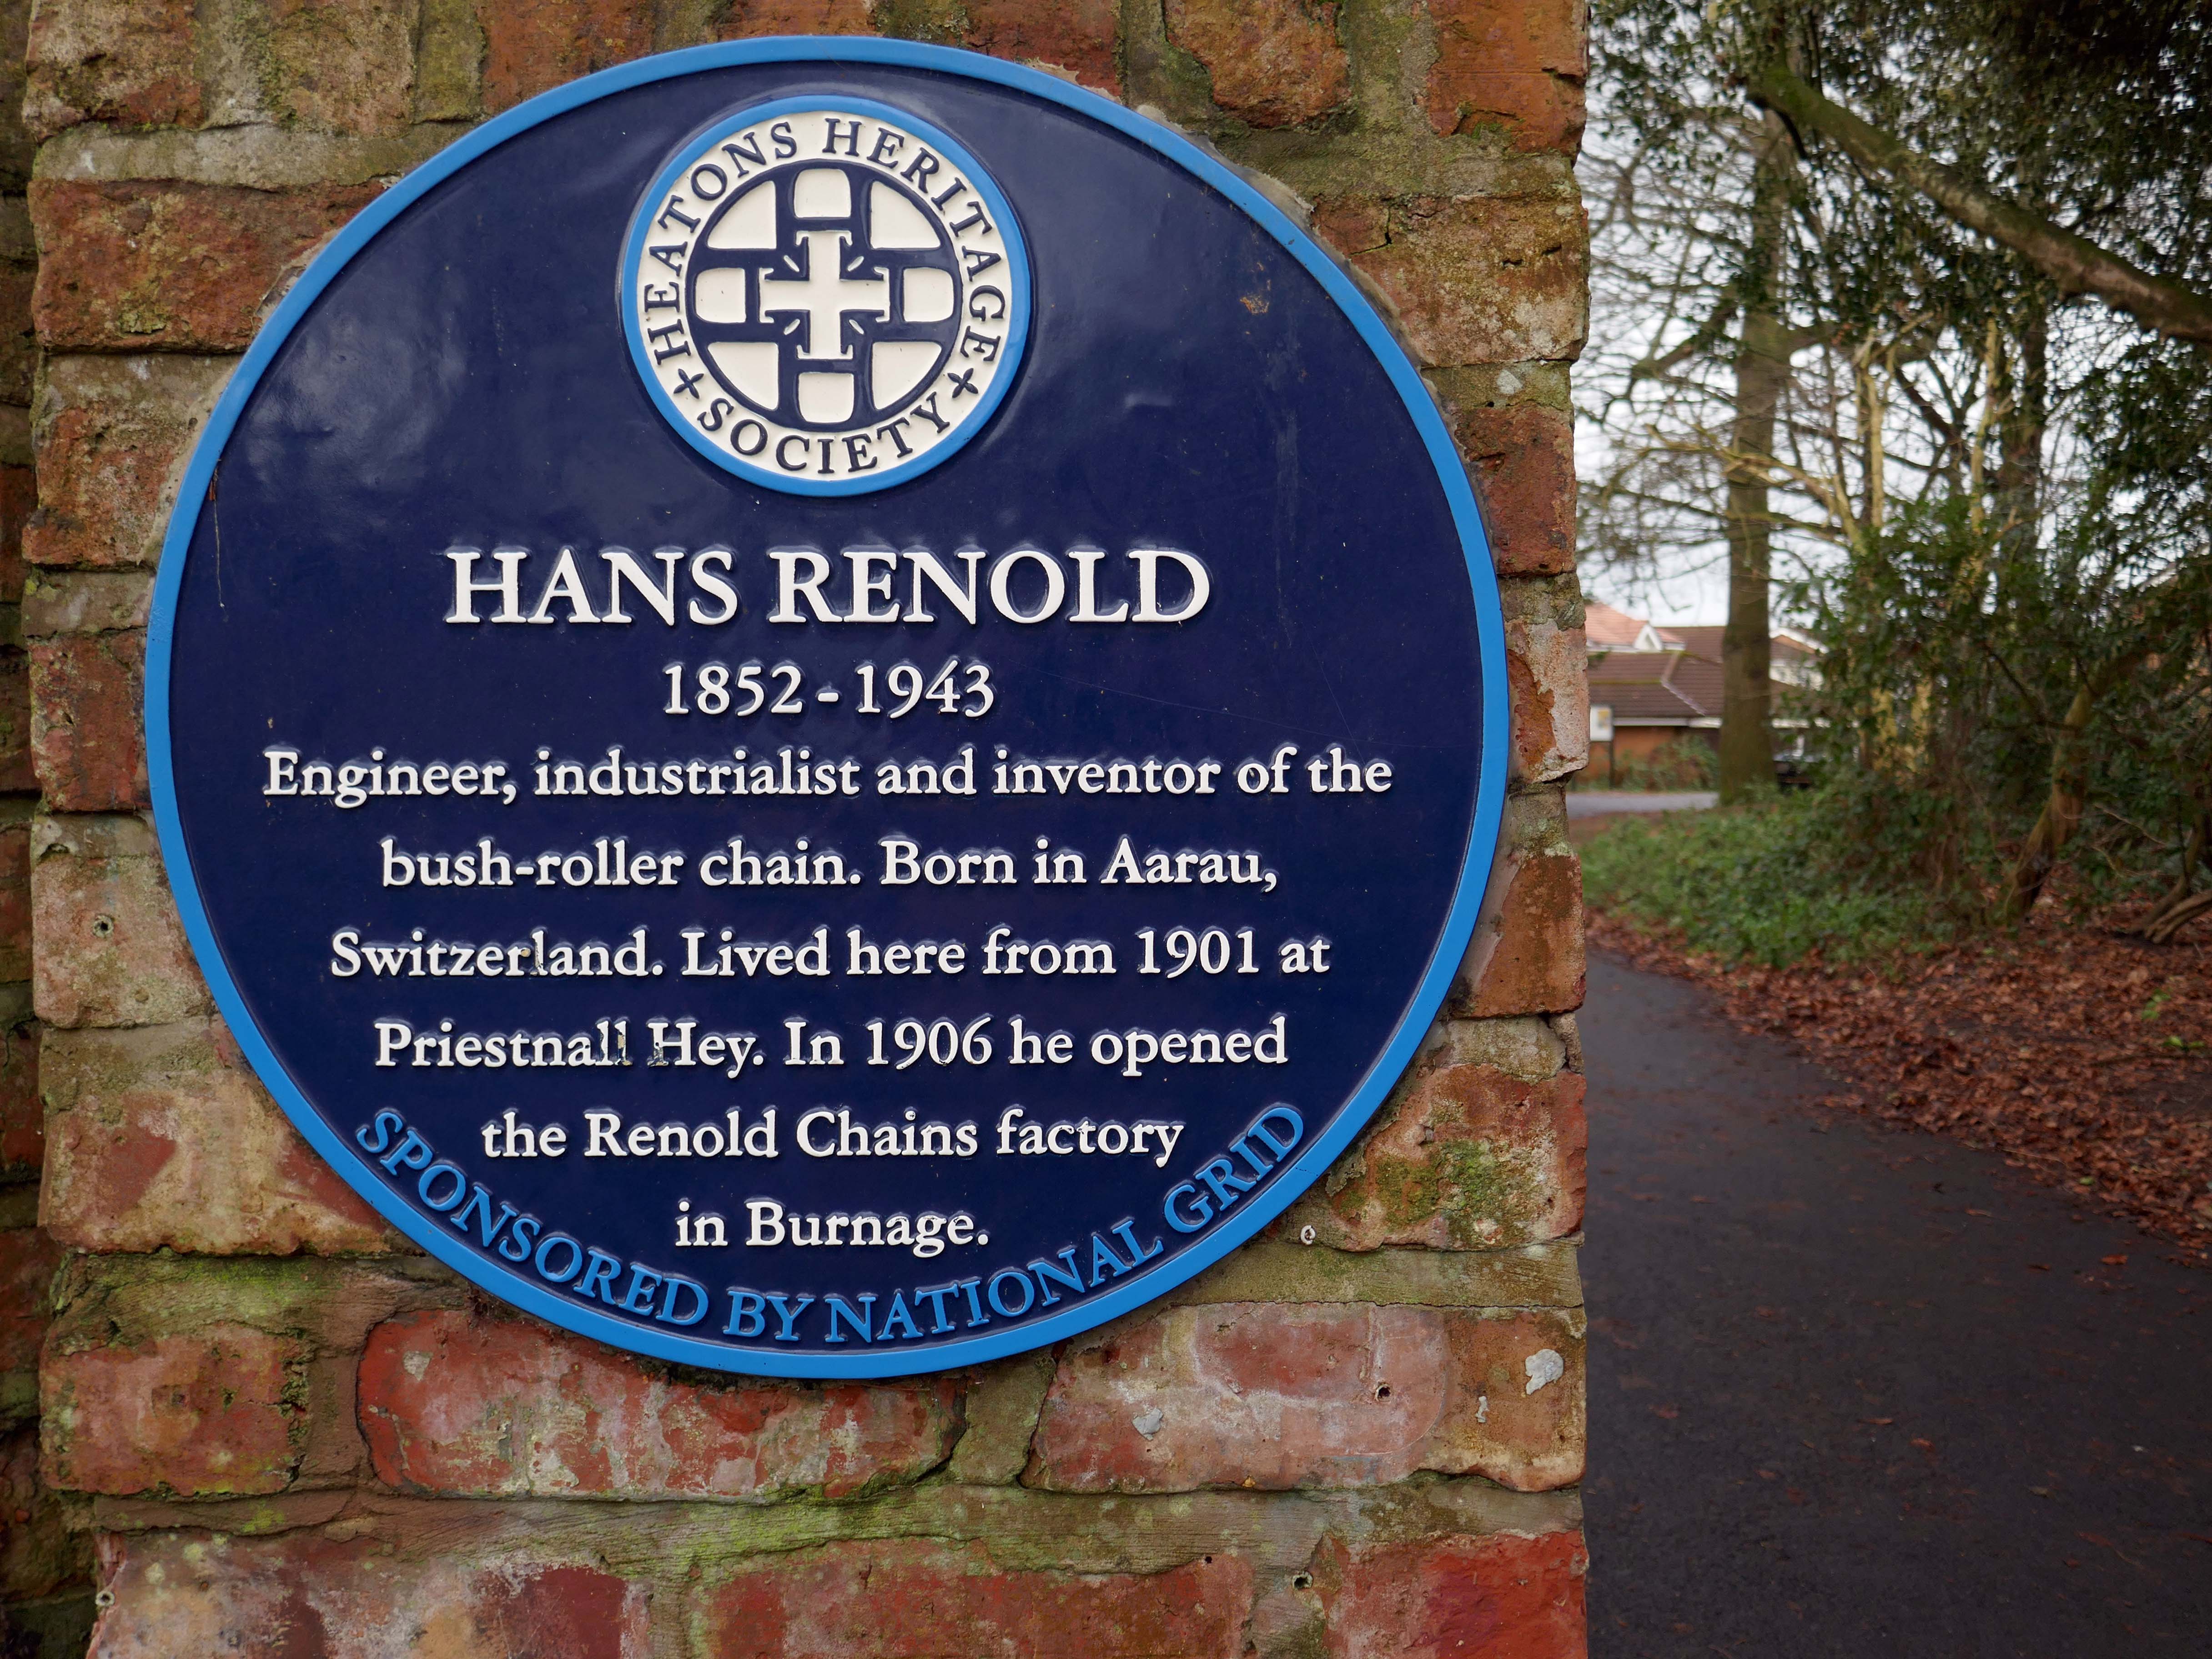 HEATONS HERITAGE
SOCIETY
HANS RENOLD
1852 - 1943
Engineer, industrialist and inventor of the
bush-roller chain. Born in Aarau,
Switzerland. Lived here from 1901 at
Priestnall Hey. In 1906 he opened
the Renold Chains factory
in Burnage.
SPONSORED BY NATIONAL GRID